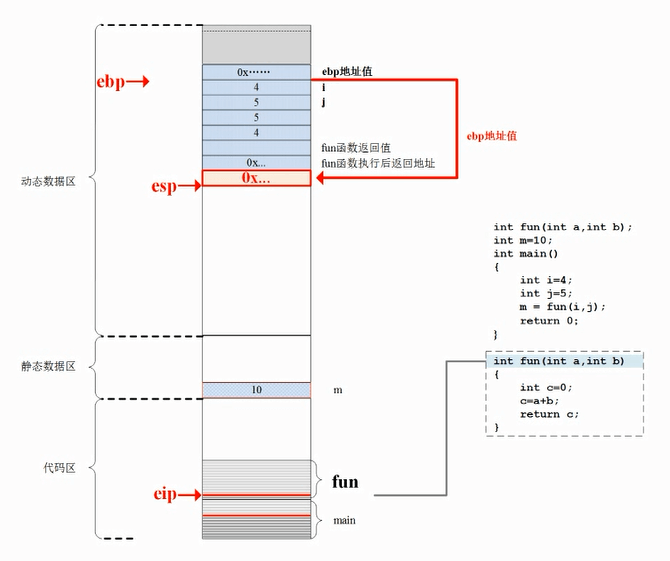 0x……
ebp地址值
ebp
4
i
5
j
5
4
ebp地址值
fun函数返回值
0x...
fun函数执行后返回地址
动态数据区
esp
0x...
int fun(int a,int b);
int m=10;
int main()
{
int i=4;
int j=5;
m = fun(i,j);
return 0;
}
静态数据区
int fun(int a,int b)
{
int c=0;
c=a+b;
return c;
}
10
m
代码区
fun
eip
main